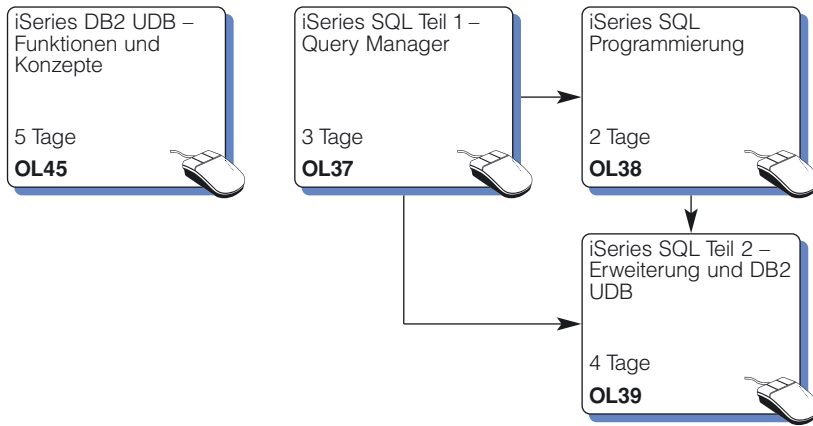 iSeries DB2 UDB –
Funktionen und
Konzepte
5 Tage
OL45
iSeries SQL Teil 1 –
Query Manager
3 Tage
OL37
iSeries SQL
Programmierung
2 Tage
OL38
iSeries SQL Teil 2 –
Erweiterung und DB2
UDB
4 Tage
OL39